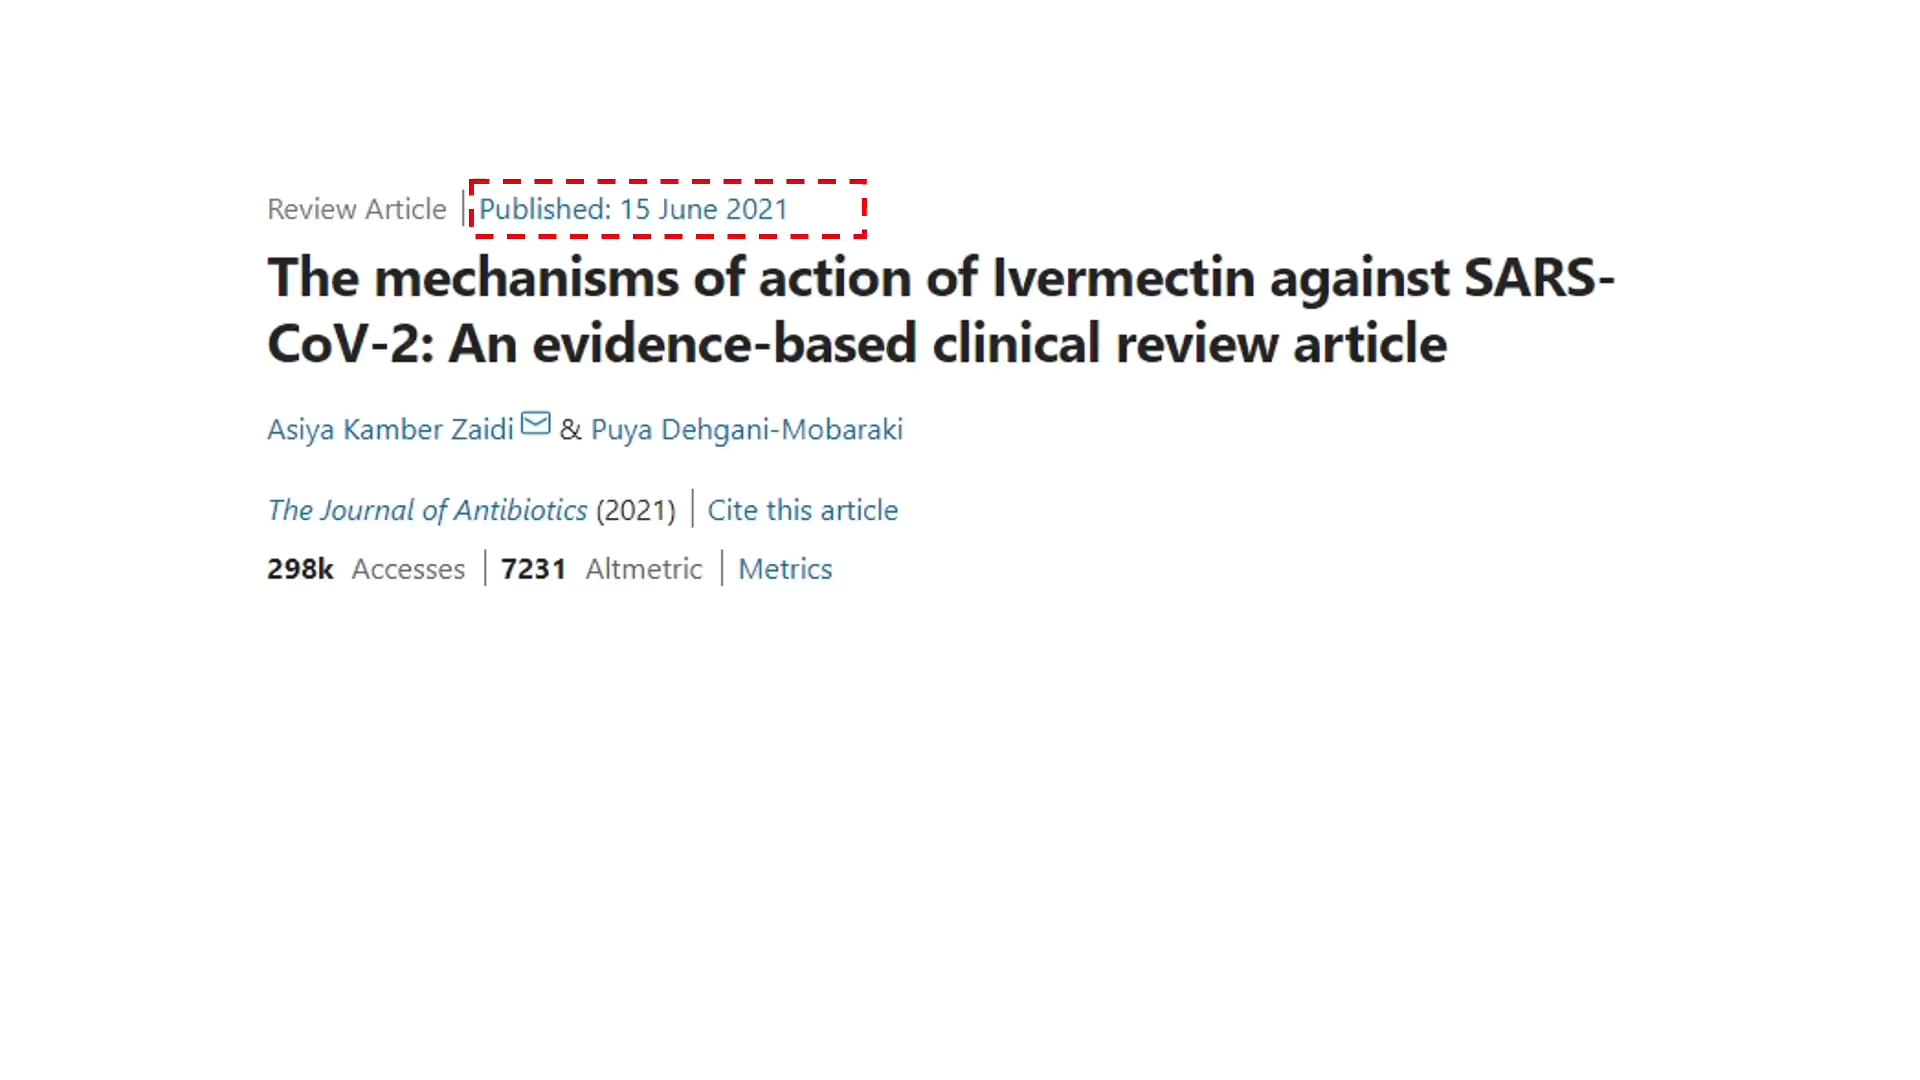 Review Article | Published: 15 June 2021
The mechanisms of action of Ivermectin against SARS-
CoV-2: An evidence-based clinical review article
Asiya Kamber Zaidi & Puya Dehgani-Mobaraki
The Journal of Antibiotics (2021) | Cite this article
298k Accesses | 7231 Altmetric | Metrics